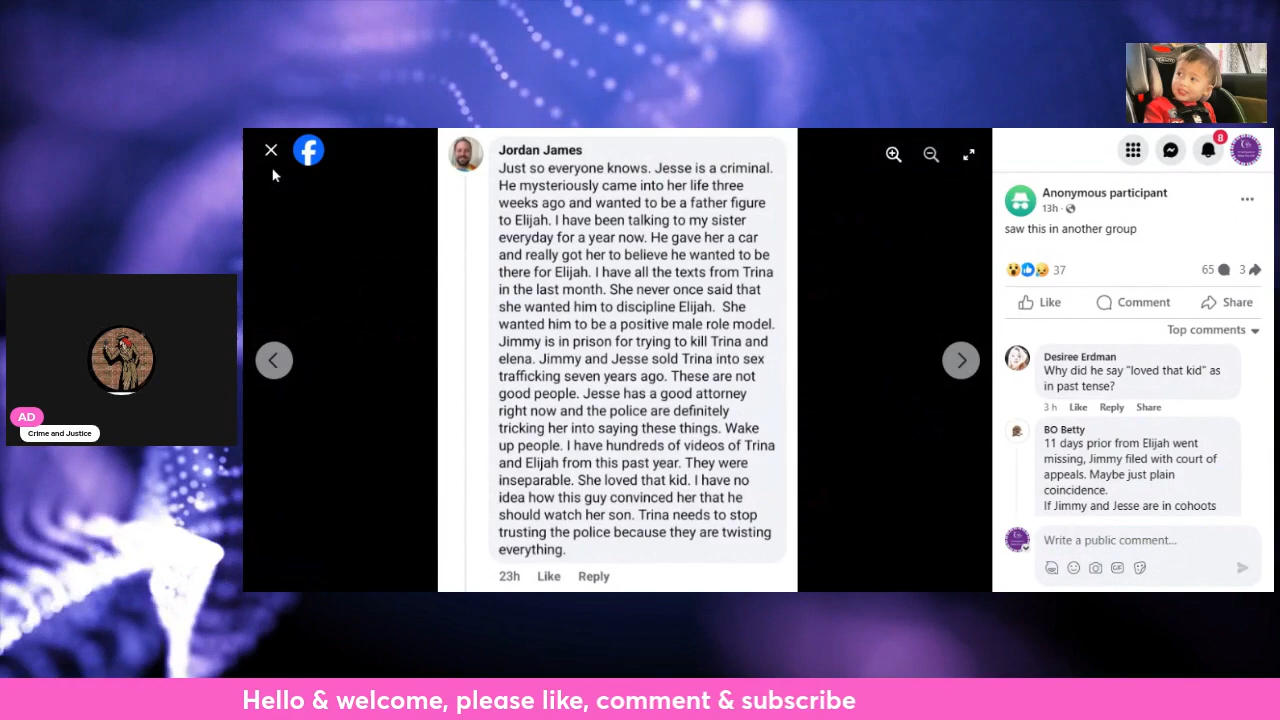 Jordan James
Just so everyone knows. Jesse is a criminal.
He mysteriously came into her life three
weeks ago and wanted to be a father figure
to Elijah. I have been talking to my sister
everyday for a year now. He gave her a car
and really got her to believe he wanted to be
there for Elijah. I have all the texts from Trina
in the last month. She never once said that
she wanted him to discipline Elijah.  She
wanted him to be a positive male role model.
Jimmy is in prison for trying to kill Trina and
elena. Jimmy and Jesse sold Trina into sex
trafficking seven years ago. These are not
good people. Jesse has a good attorney
right now and the police are definitely
tricking her into saying these things. Wake
up people. I have hundreds of videos of Trina
and Elijah from this past year. They were
inseparable. She loved that kid. I have no
idea how this guy convinced her that he
should watch her son. Trina needs to stop
trusting the police because they are twisting
everything.
23h Like Reply
8
Anonymous participant
13h ·
saw this in another group
37 65 3
Like Comment Share
Top comments
Desiree Erdman
Why did he say “loved that kid” as
in past tense?
3 h Like Reply Share
BO Betty
11 days prior from Elijah went
missing, Jimmy filed with court of
appeals. Maybe just plain
coincidence.
If Jimmy and Jesse are in cohoots
Write a public comment...
GIF
AD
Crime and Justice
Hello & welcome, please like, comment & subscribe